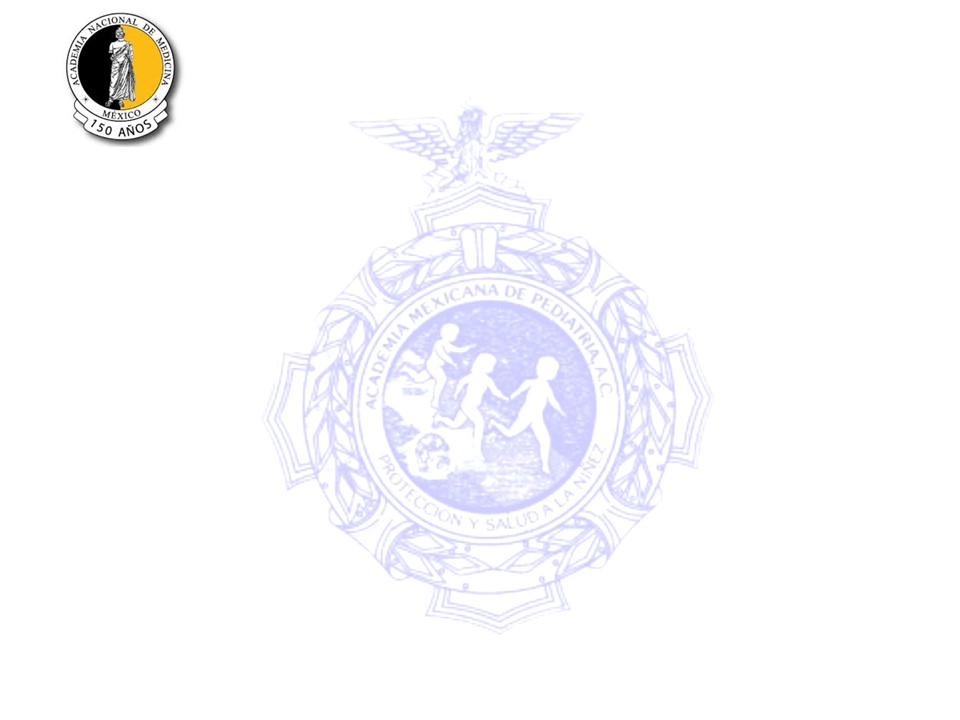 ACADEMIA NACIONAL DE MEDICINA
MÉXICO
150 AÑOS
ACADEMIA MEXICANA DE PEDIATRIA, A.C.
PROTECCION Y SALUD A LA NIÑEZ